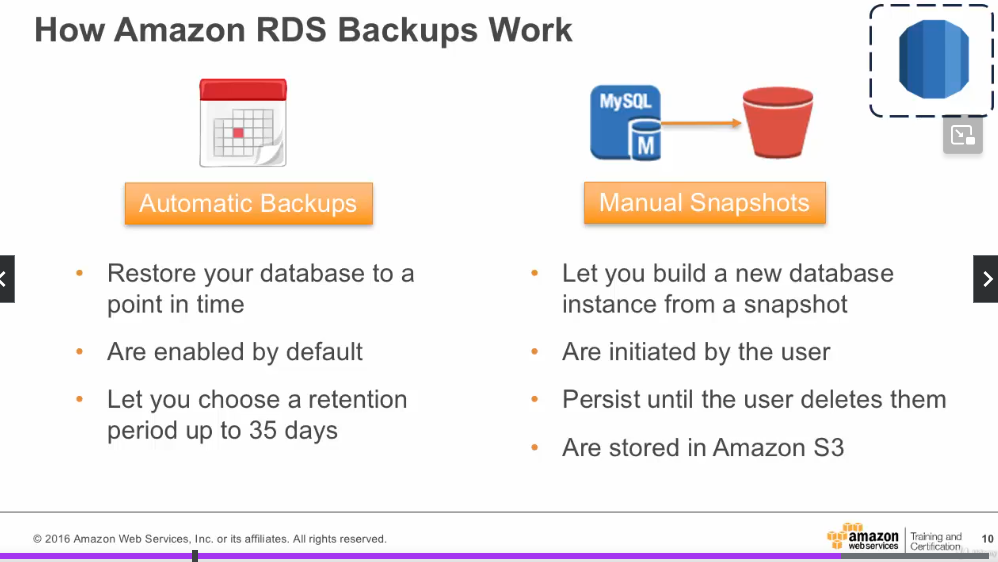 How Amazon RDS Backups Work
MySQL
M
Automatic Backups
Manual Snapshots
• Restore your database to a
point in time
• Are enabled by default
• Let you choose a retention
period up to 35 days
• Let you build a new database
instance from a snapshot
• Are initiated by the user
• Persist until the user deletes them
• Are stored in Amazon S3
© 2016 Amazon Web Services, Inc. or its affiliates. All rights reserved.
amazon
webservices
Training and
Certification
10